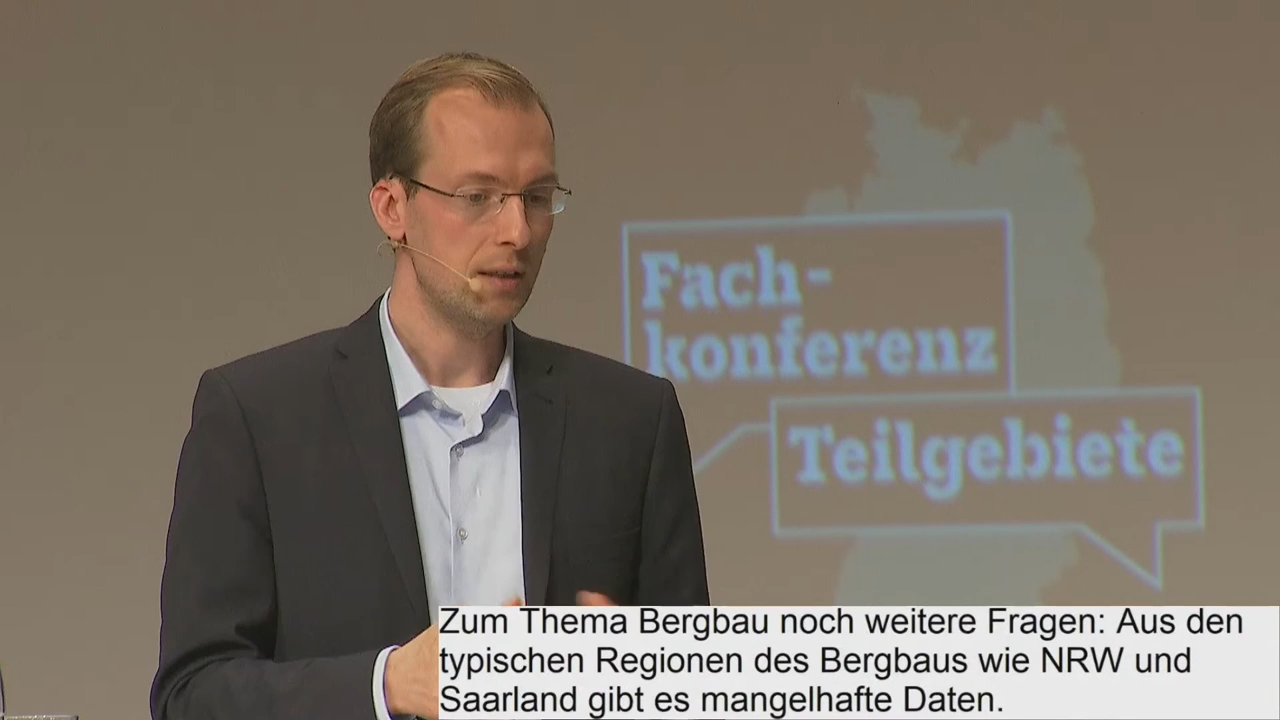 Fach-
konferenz
Teilgebiete
Zum Thema Bergbau noch weitere Fragen: Aus den
typischen Regionen des Bergbaus wie NRW und
Saarland gibt es mangelhafte Daten.